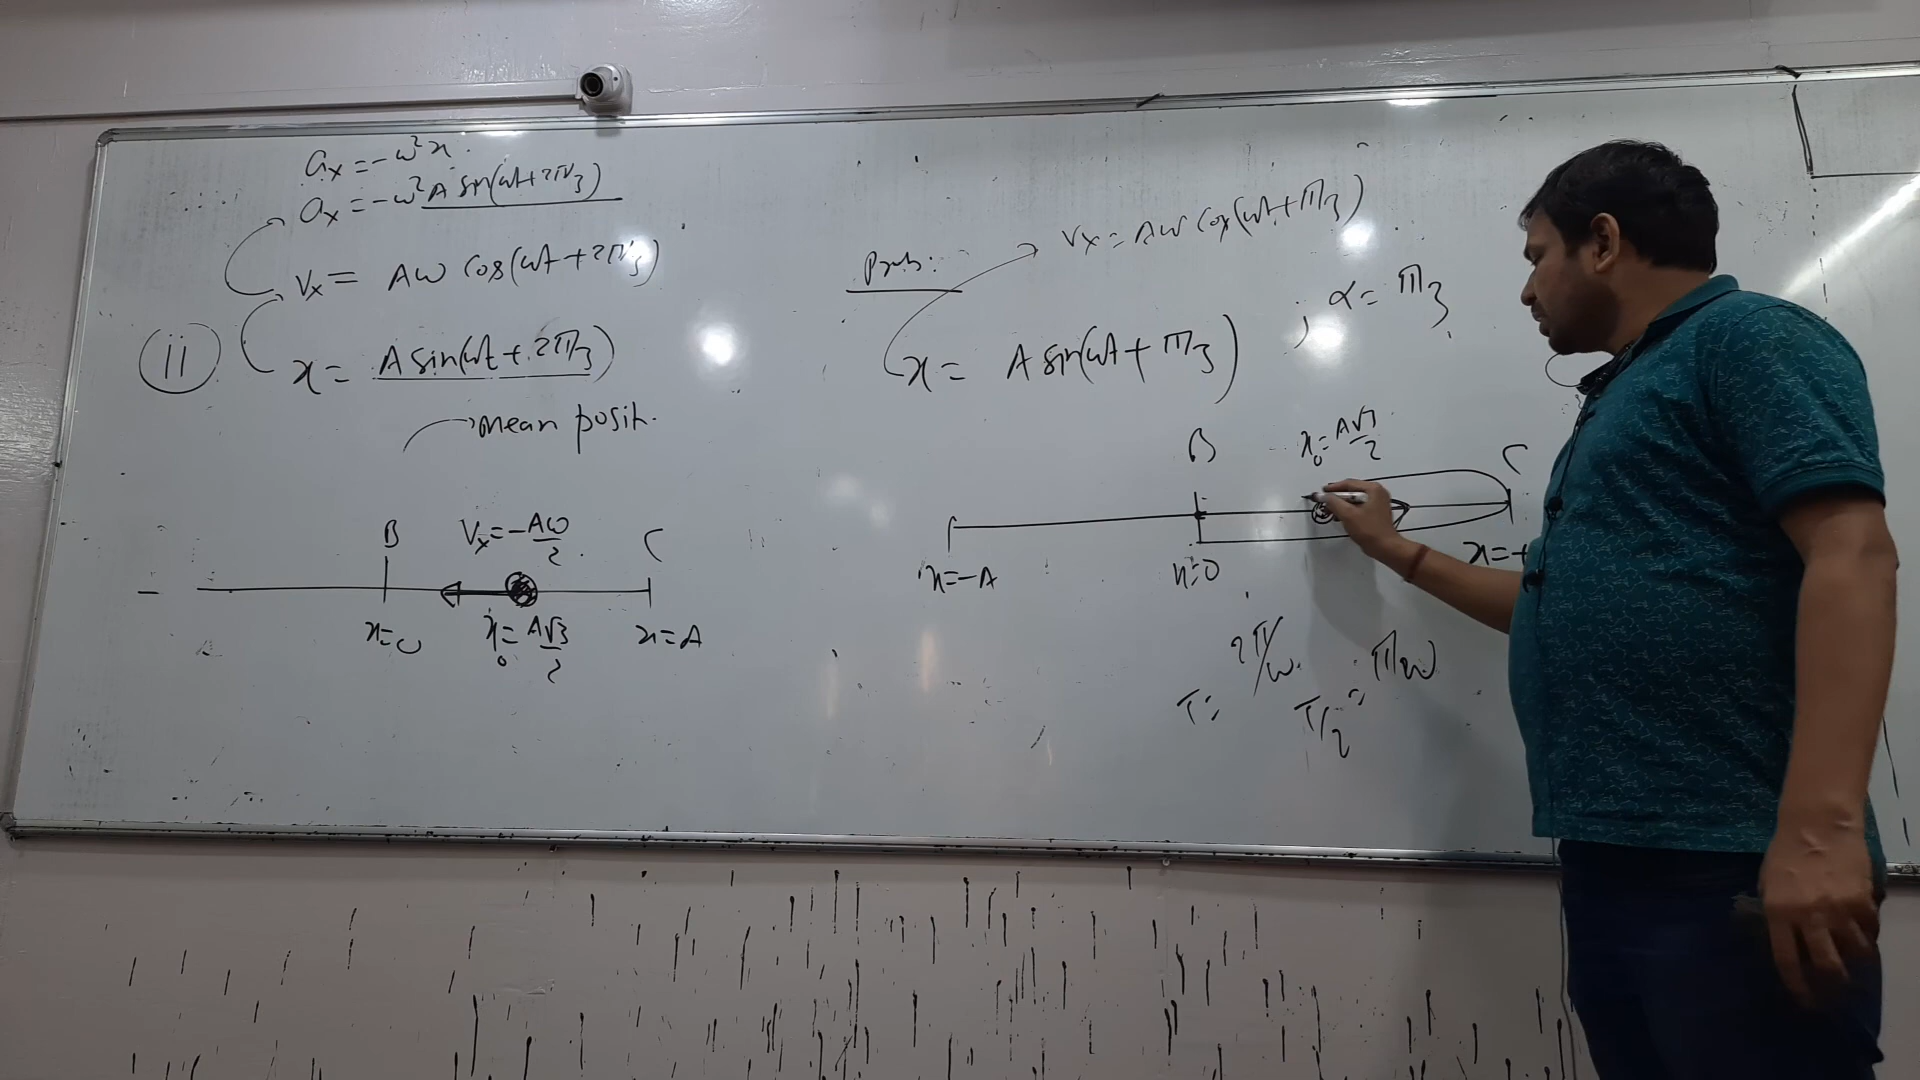 aₓ = -ω²x
aₓ = -ω²A sin(ωt+2π/3)
Vₓ = Aω cos(ωt+2π/3)
(ii) x = A sin(ωt+2π/3)
→ mean posit.
B Vₓ=-Aω/2 C
x=0 x₀=A√3/2 x=A
Prob: Vₓ=Aω cos(ωt+π/3)
x = A sin(ωt+π/3) ; α = π/3
B x₀=A√3/2 C
x=-A x=0 x=+
T= 2π/ω T/2 = π/ω